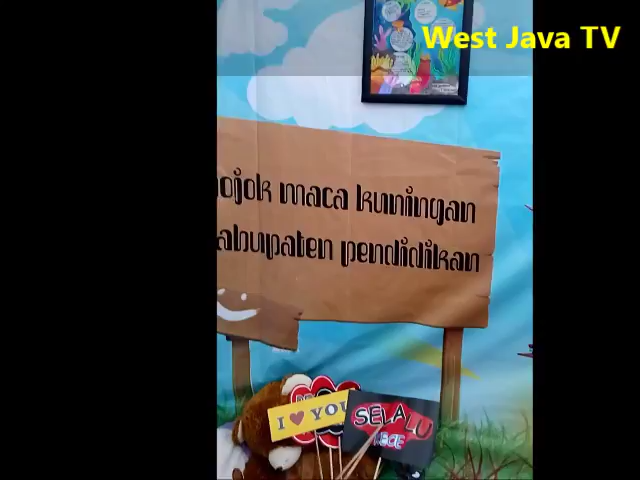 West Java TV
ojok maca kuningan
abupaten pendidikan
I ♥ YOU
SELALU